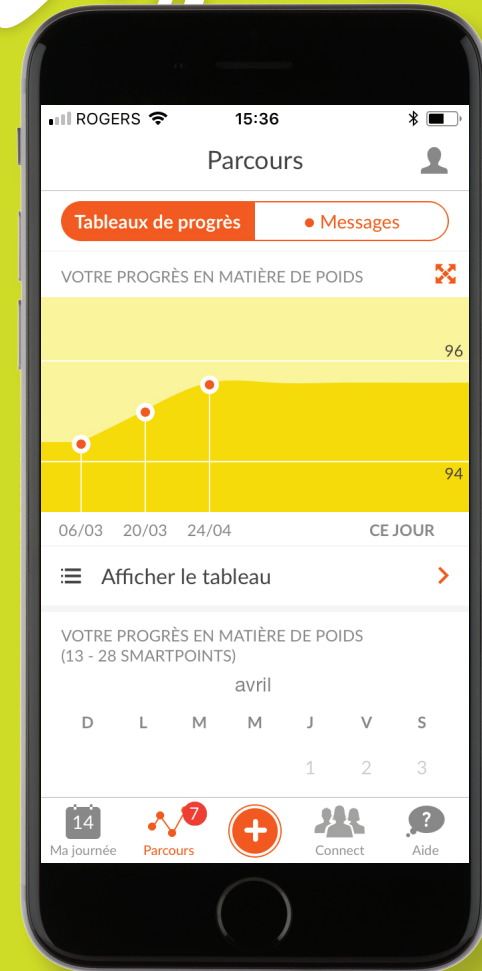 ROGERS 15:36
Parcours
Tableaux de progrès • Messages
VOTRE PROGRÈS EN MATIÈRE DE POIDS
96
94
06/03 20/03 24/04 CE JOUR
Afficher le tableau
VOTRE PROGRÈS EN MATIÈRE DE POIDS
(13 - 28 SMARTPOINTS)
avril
D L M M J V S
1 2 3
14 7 + ?
Ma journée Parcours Connect Aide